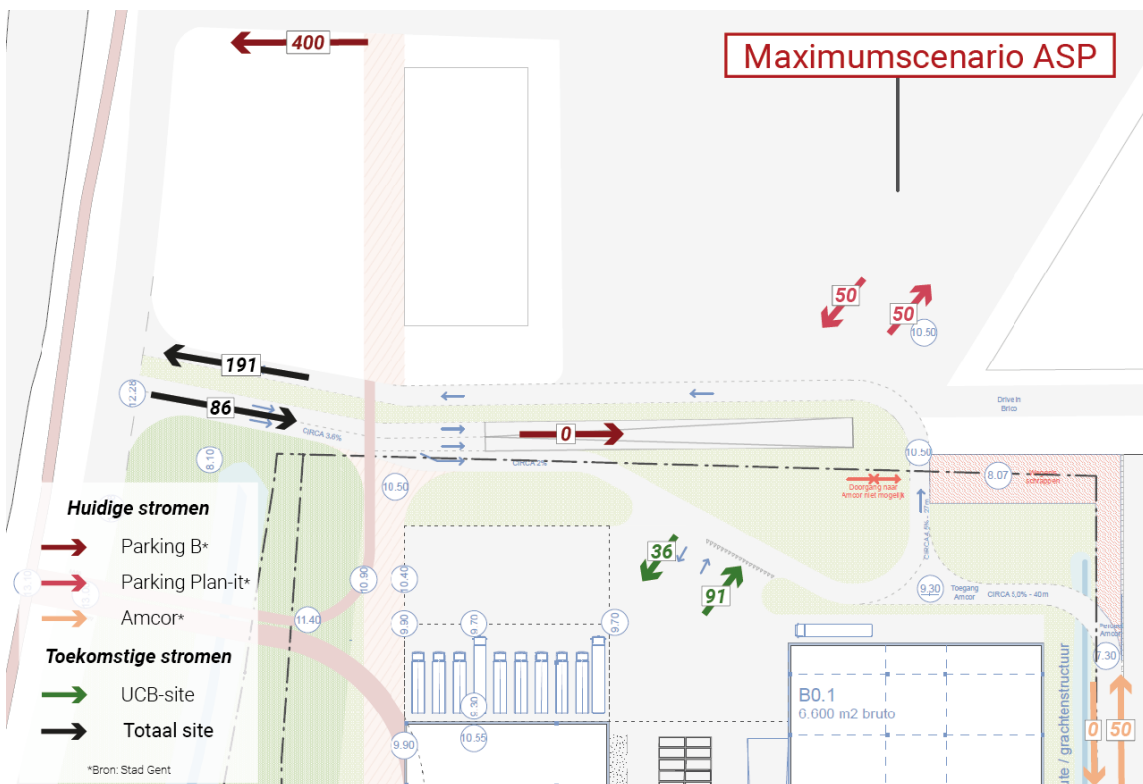 400
Maximumscenario ASP
50
50
10.50
191
86
12.28
CIRCA 3,6%
0
Drive In
Brico
8.10
10.50
CIRCA 2%
10.50
8.07
schrappen
Doorgang naar
Amcor niet mogelijk
36
91
9.30
Toegang
Amcor
CIRCA 5,0% - 40m
10.90
10.40
11.40
9.90
9.70
9.70
7.30
9.30
10.55
9.90
B0.1
6.600 m2 bruto
0
50
te / grachtenstructuur
Huidige stromen
Parking B*
Parking Plan-it*
Amcor*
Toekomstige stromen
UCB-site
Totaal site
*Bron: Stad Gent